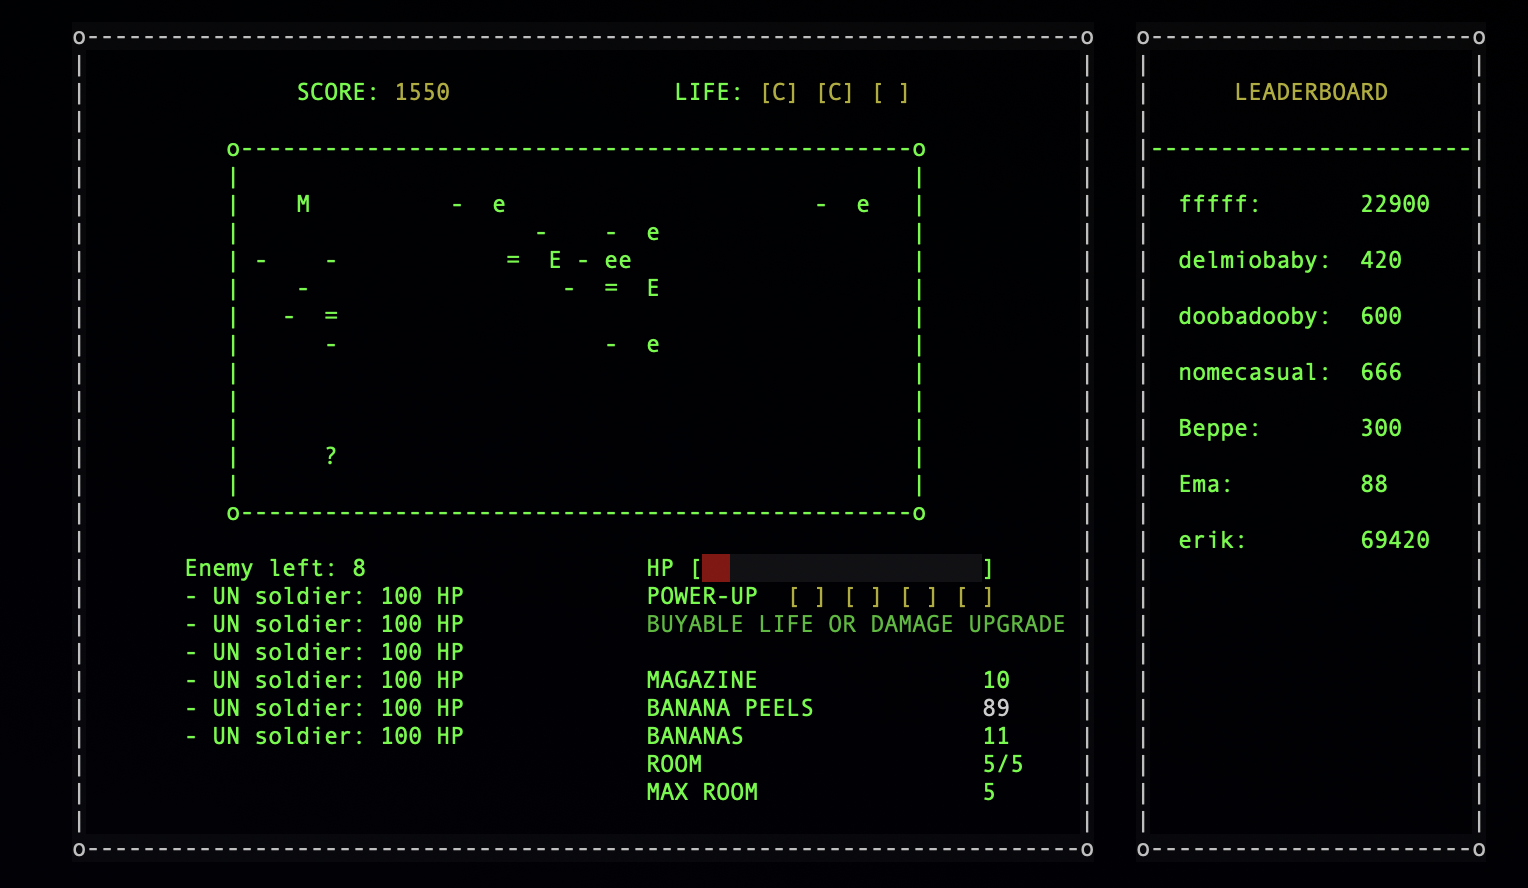 SCORE: 1550 LIFE: [C] [C] [ ]
M - e - e
- - e
- - = E - ee
- - = E
- =
- - e
?
Enemy left: 8
- UN soldier: 100 HP
- UN soldier: 100 HP
- UN soldier: 100 HP
- UN soldier: 100 HP
- UN soldier: 100 HP
- UN soldier: 100 HP
HP [ ]
POWER-UP [ ] [ ] [ ] [ ]
BUYABLE LIFE OR DAMAGE UPGRADE
MAGAZINE 10
BANANA PEELS 89
BANANAS 11
ROOM 5/5
MAX ROOM 5
LEADERBOARD
fffff: 22900
delmiobaby: 420
doobadooby: 600
nomecasual: 666
Beppe: 300
Ema: 88
erik: 69420